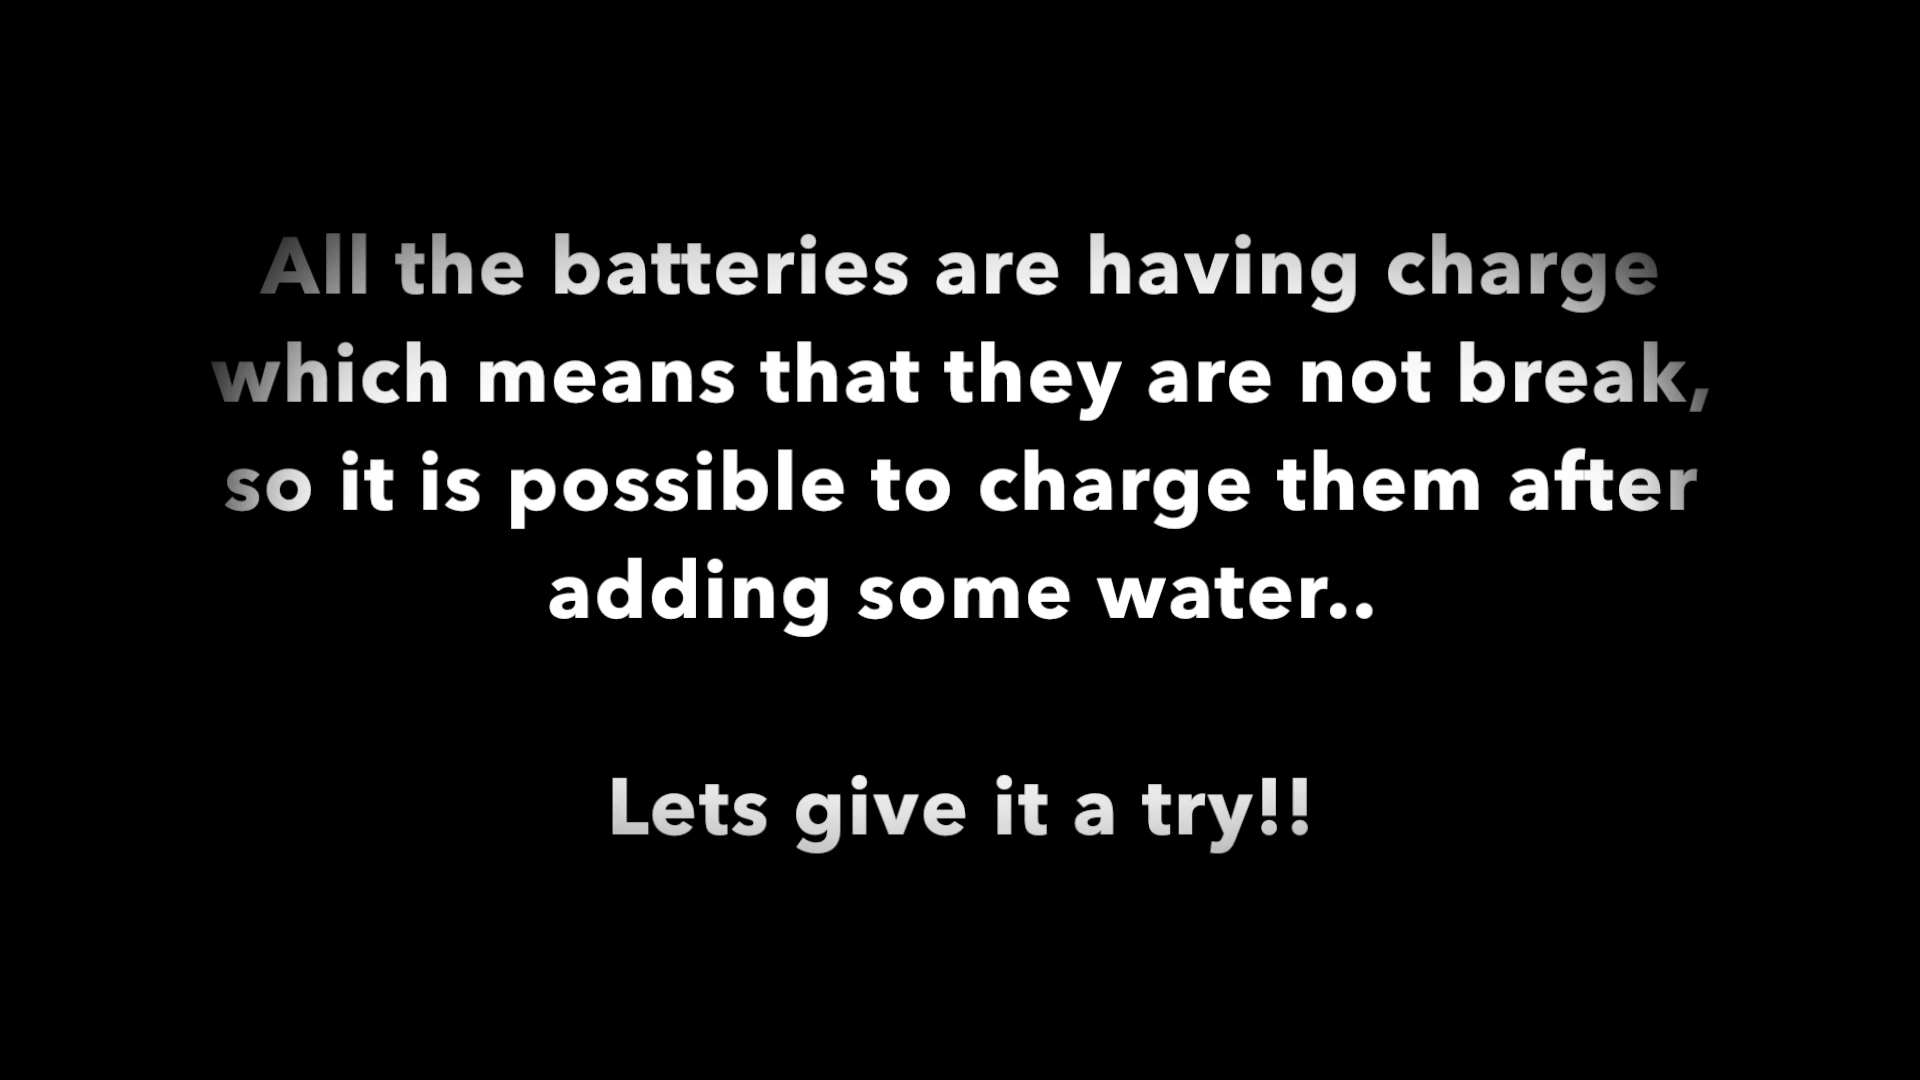 All the batteries are having charge
which means that they are not break,
so it is possible to charge them after
adding some water..
Lets give it a try!!